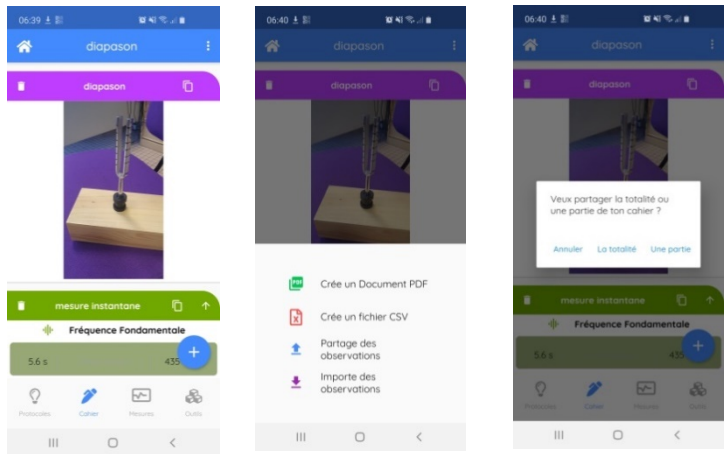 06:39
diapason
diapason
mesure instantane
Fréquence Fondamentale
5.6 s 435
Protocoles Cahier Mesures Outils
06:40
diapason
diapason
PDF
Crée un Document PDF
X
Crée un fichier CSV
Partage des
observations
Importe des
observations
06:40
diapason
diapason
Veux partager la totalité ou
une partie de ton cahier ?
Annuler La totalité Une partie
mesure instantane
Fréquence Fondamentale
5.6 s 435
Protocoles Cahier Mesures Outils